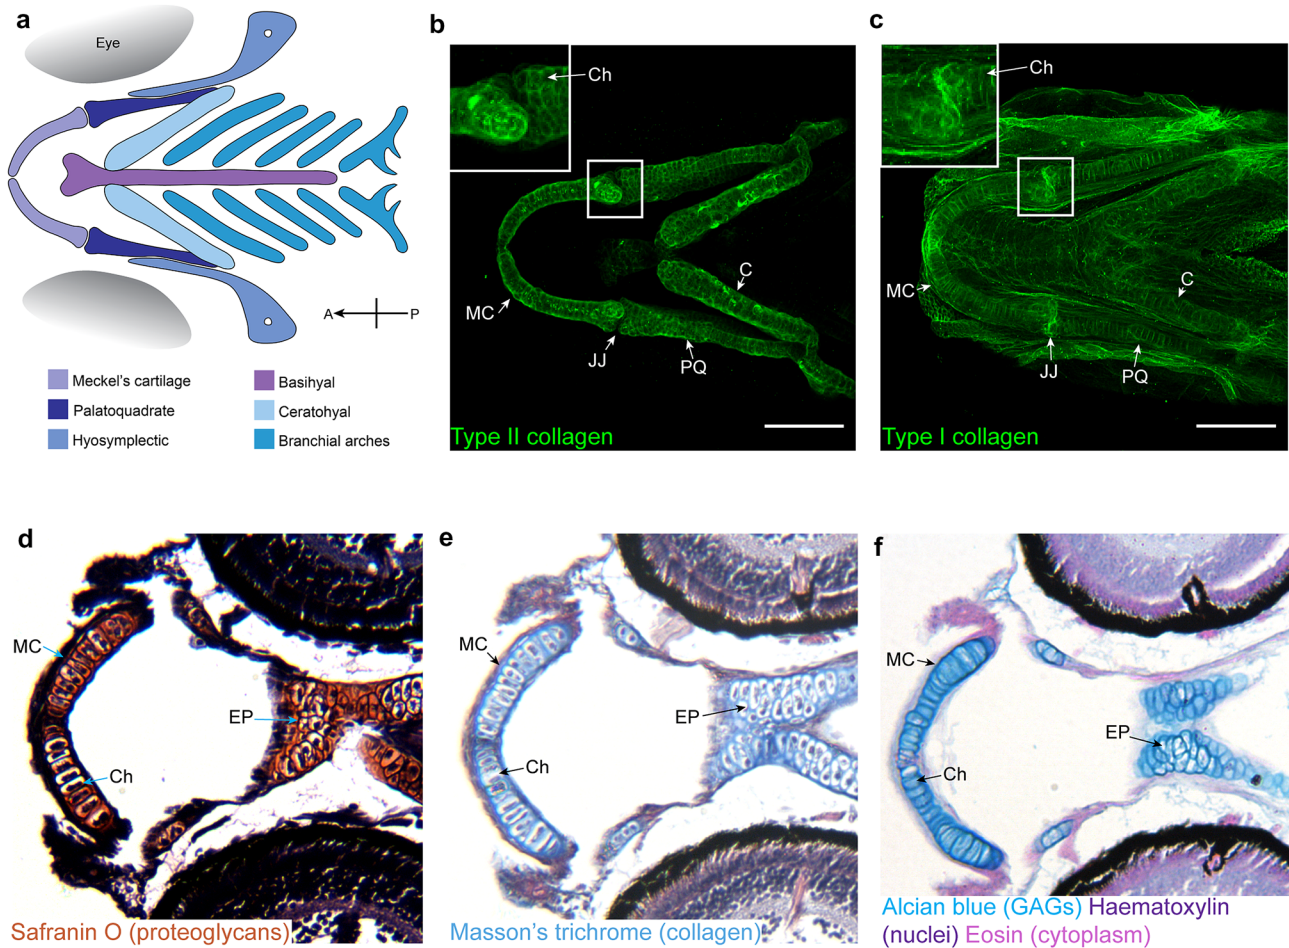 a
Eye
A
P
Meckel's cartilage
Palatoquadrate
Hyosymplectic
Basihyal
Ceratohyal
Branchial arches
b
Ch
MC
JJ
PQ
C
Type II collagen
c
Ch
MC
JJ
PQ
C
Type I collagen
d
MC
EP
Ch
Safranin O (proteoglycans)
e
MC
EP
Ch
Masson's trichrome (collagen)
f
MC
EP
Ch
Alcian blue (GAGs) Haematoxylin
(nuclei) Eosin (cytoplasm)